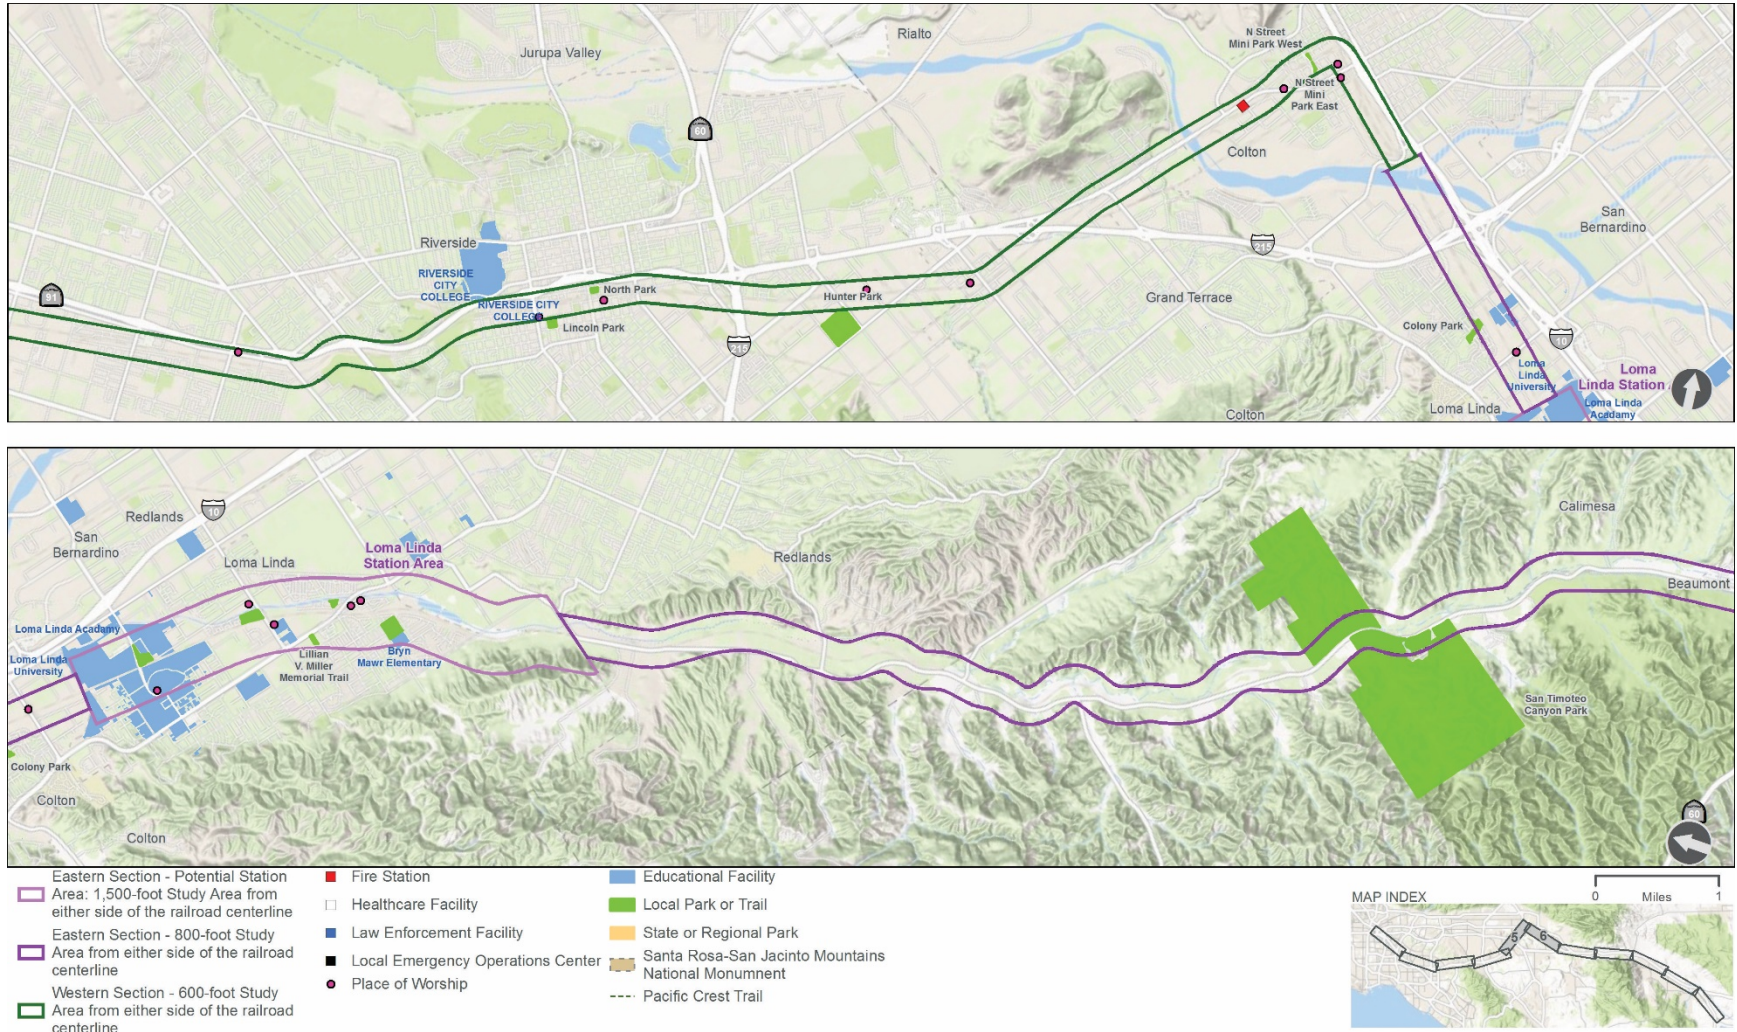 Rialto
N Street
Mini Park West
Jurupa Valley
60
N Street
Mini
Park East
Colton
San
Bernardino
Riverside
215
RIVERSIDE
CITY
COLLEGE
91
North Park
Hunter Park
Grand Terrace
RIVERSIDE CITY
COLLEGE
Lincoln Park
Colony Park
215
10
Loma
Linda
University
Loma
Linda Station
Loma Linda
Acadamy
Loma Linda
Colton
Redlands
10
Calimesa
San
Bernardino
Loma Linda
Station Area
Loma Linda
Redlands
Beaumont
Loma Linda Acadamy
Loma Linda
University
Lillian
V. Miller
Memorial Trail
Bryn
Mawr Elementary
San Timoteo
Canyon Park
Colony Park
Colton
60
Colton
Eastern Section - Potential Station
Area: 1,500-foot Study Area from
either side of the railroad centerline
Eastern Section - 800-foot Study
Area from either side of the railroad
centerline
Western Section - 600-foot Study
Area from either side of the railroad
centerline
Fire Station
Healthcare Facility
Law Enforcement Facility
Local Emergency Operations Center
Place of Worship
Educational Facility
Local Park or Trail
State or Regional Park
Santa Rosa-San Jacinto Mountains
National Monumnent
Pacific Crest Trail
0 Miles 1
MAP INDEX
5
6